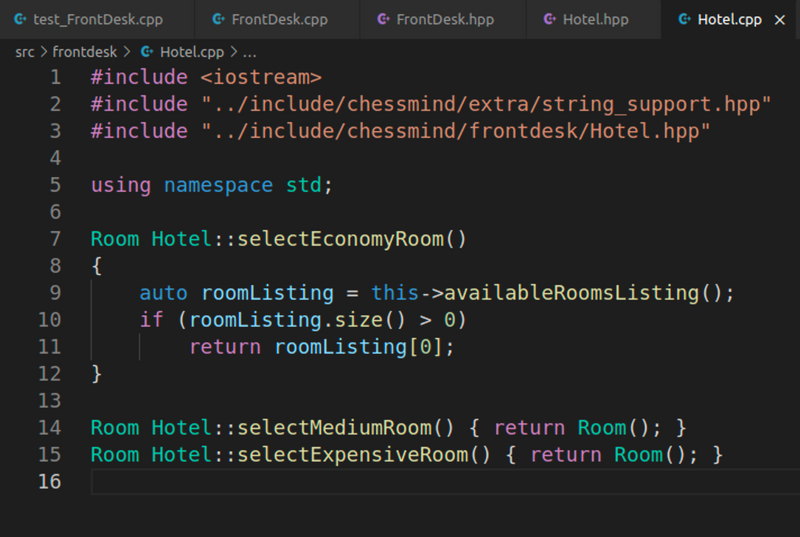 test_FrontDesk.cpp FrontDesk.cpp FrontDesk.hpp Hotel.hpp Hotel.cpp ×
src > frontdesk > Hotel.cpp > ...
1 #include <iostream>
2 #include "../include/chessmind/extra/string_support.hpp"
3 #include "../include/chessmind/frontdesk/Hotel.hpp"
4
5 using namespace std;
6
7 Room Hotel::selectEconomyRoom()
8 {
9     auto roomListing = this->availableRoomsListing();
10     if (roomListing.size() > 0)
11         return roomListing[0];
12 }
13
14 Room Hotel::selectMediumRoom() { return Room(); }
15 Room Hotel::selectExpensiveRoom() { return Room(); }
16